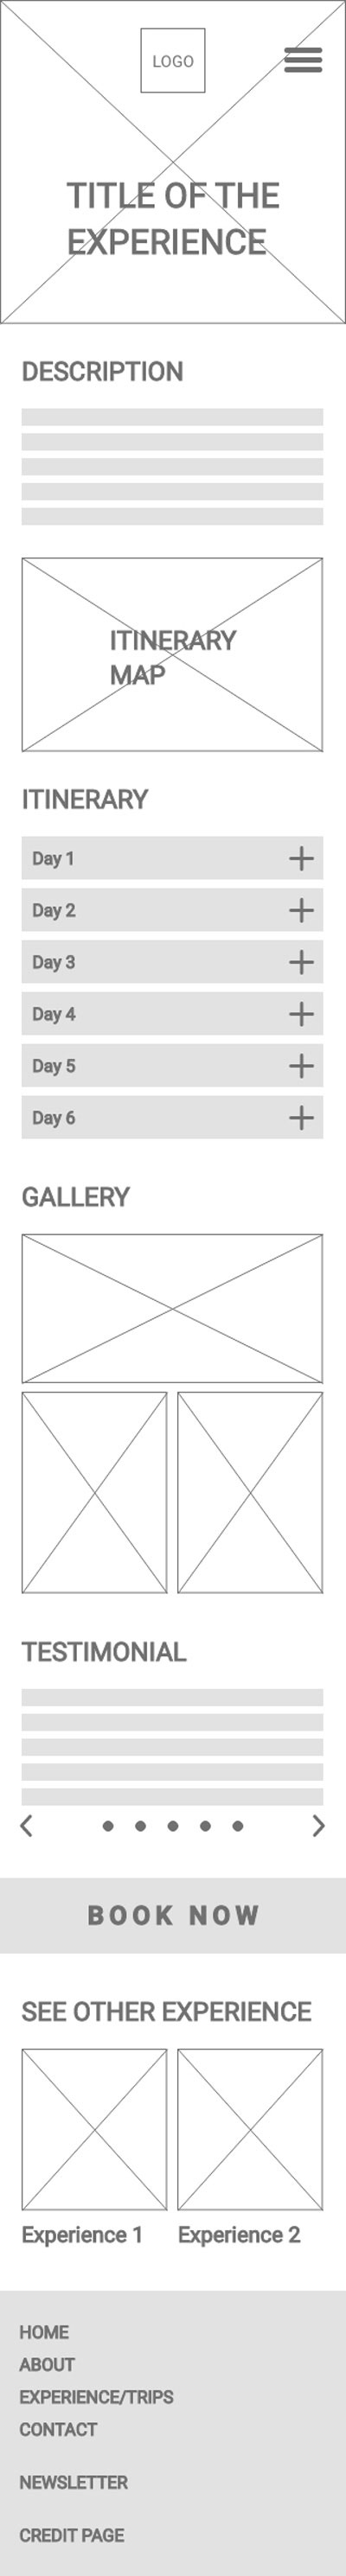 LOGO
TITLE OF THE
EXPERIENCE
DESCRIPTION
ITINERARY
MAP
ITINERARY
Day 1
Day 2
Day 3
Day 4
Day 5
Day 6
GALLERY
TESTIMONIAL
BOOK NOW
SEE OTHER EXPERIENCE
Experience 1 Experience 2
HOME
ABOUT
EXPERIENCE/TRIPS
CONTACT
NEWSLETTER
CREDIT PAGE